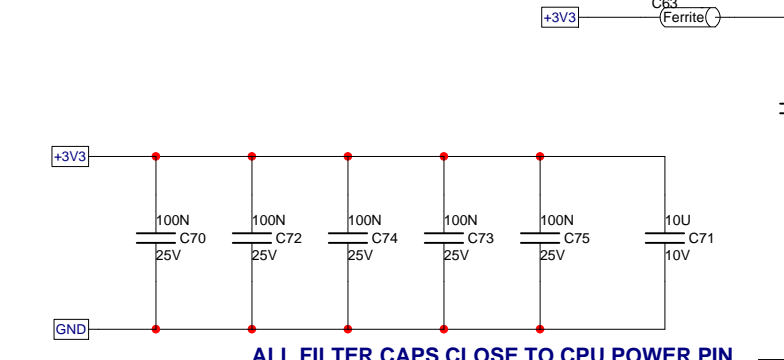 C63
+3V3 Ferrite
+3V3
100N 100N 100N 100N 100N 10U
C70 C72 C74 C73 C75 C71
25V 25V 25V 25V 25V 10V
GND
ALL FILTER CAPS CLOSE TO CPU POWER PIN